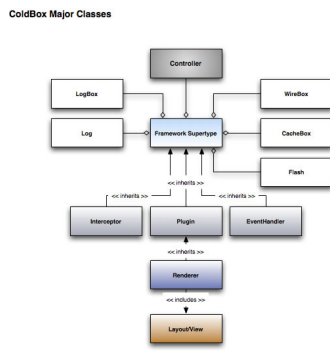 ColdBox Major Classes
Controller
LogBox
WireBox
Log
Framework Supertype
CacheBox
Flash
<< inherits >>
<< inherits >>
<< inherits >>
Interceptor
Plugin
EventHandler
<< inherits >>
Renderer
<< includes >>
Layout/View